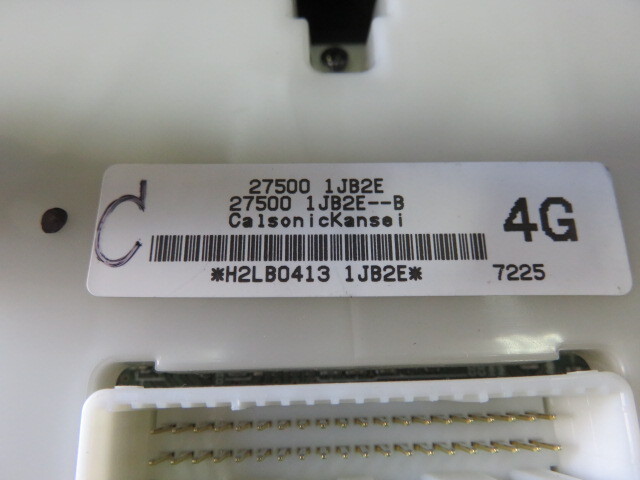 C
27500 1JB2E
27500 1JB2E--B
CalsonicKansei
4G
*H2LB0413 1JB2E*
7225